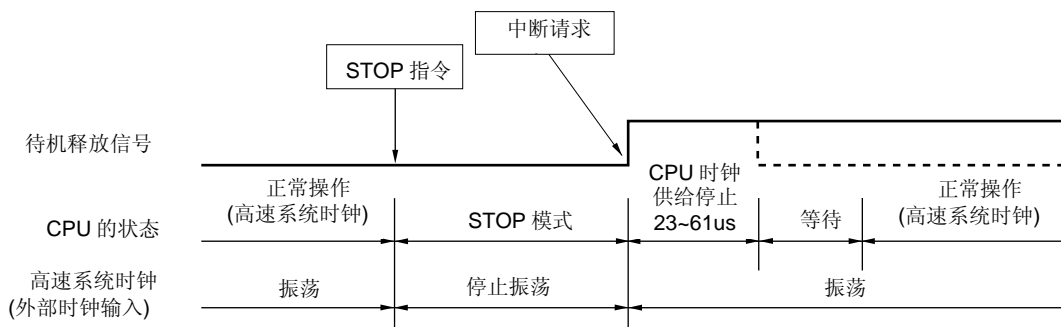 中断请求
STOP 指令
待机释放信号
正常操作
(高速系统时钟)
CPU 时钟
供给停止
23~61us
正常操作
(高速系统时钟)
CPU 的状态
STOP 模式
等待
高速系统时钟
(外部时钟输入)
振荡
停止振荡
振荡